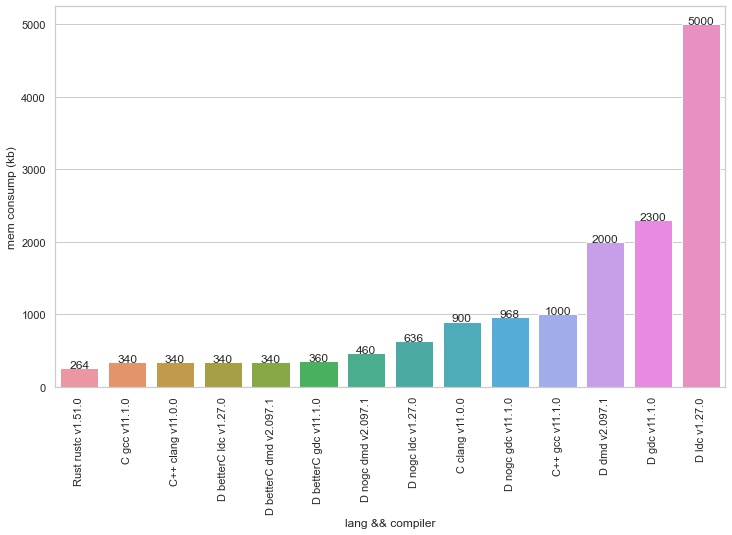 mem consump (kb)
5000
4000
3000
2000
1000
0
264
340
340
340
340
360
460
636
900
968
1000
2000
2300
5000
Rust rustc v1.51.0
C gcc v11.1.0
C++ clang v11.0.0
D betterC ldc v1.27.0
D betterC dmd v2.097.1
D betterC gdc v11.1.0
D nogc dmd v2.097.1
D nogc ldc v1.27.0
C clang v11.0.0
D nogc gdc v11.1.0
C++ gcc v11.1.0
D dmd v2.097.1
D gdc v11.1.0
D ldc v1.27.0
lang && compiler